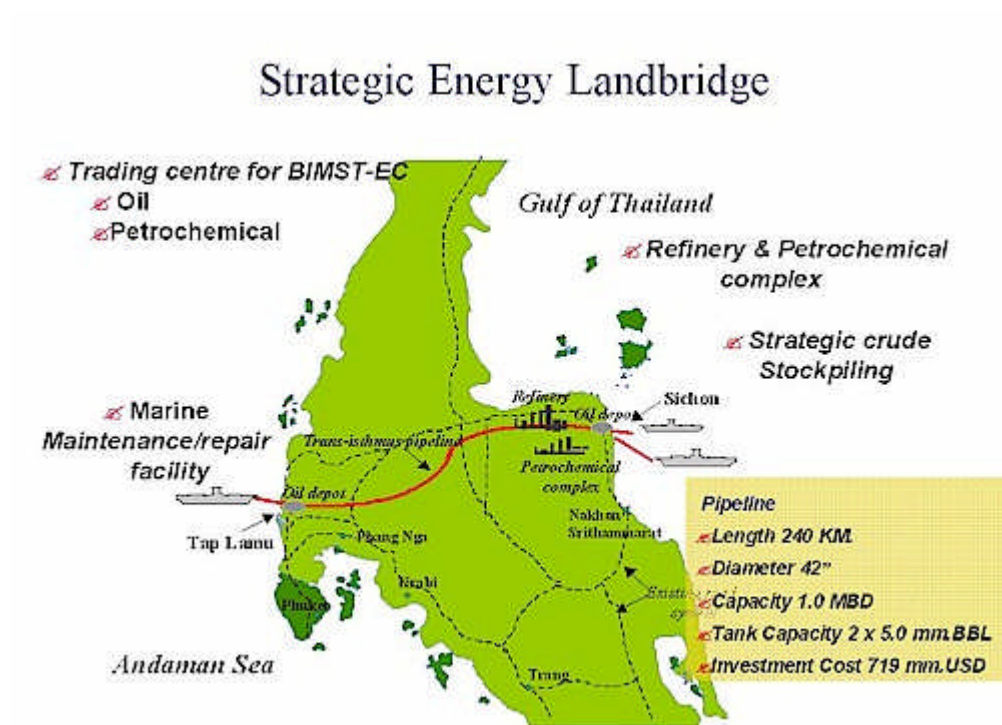 Strategic Energy Landbridge
Trading centre for BIMST-EC
Oil
Petrochemical
Gulf of Thailand
Refinery & Petrochemical
complex
Strategic crude
Stockpiling
Marine
Maintenance/repair
facility
Refinery
Oil depot
Sichon
Trans-isthmus pipeline
Petrochemical
complex
Oil depot
Tap Lamu
Phang Nga
Nakhon
Srithammarat
Krabi
Phuket
Trang
Andaman Sea
Pipeline
Length 240 KM.
Diameter 42”
Capacity 1.0 MBD
Tank Capacity 2 x 5.0 mm.BBL
Investment Cost 719 mm.USD